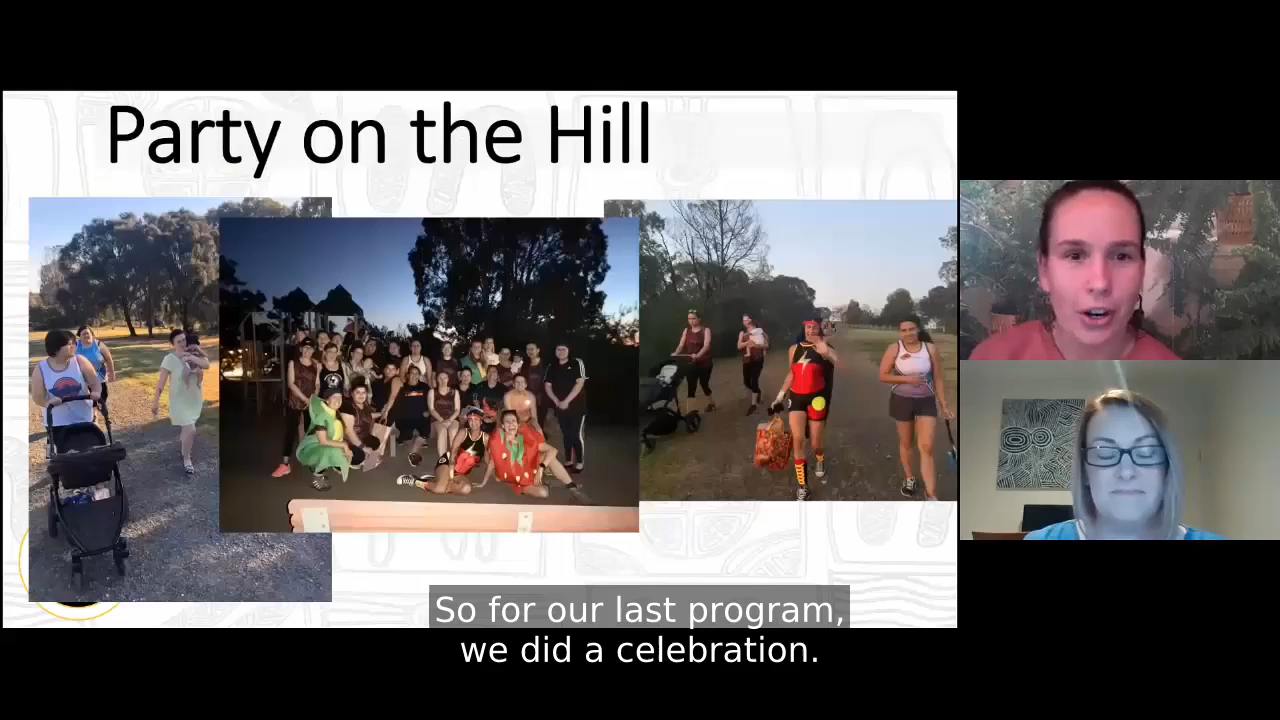 Party on the Hill
So for our last program,
we did a celebration.